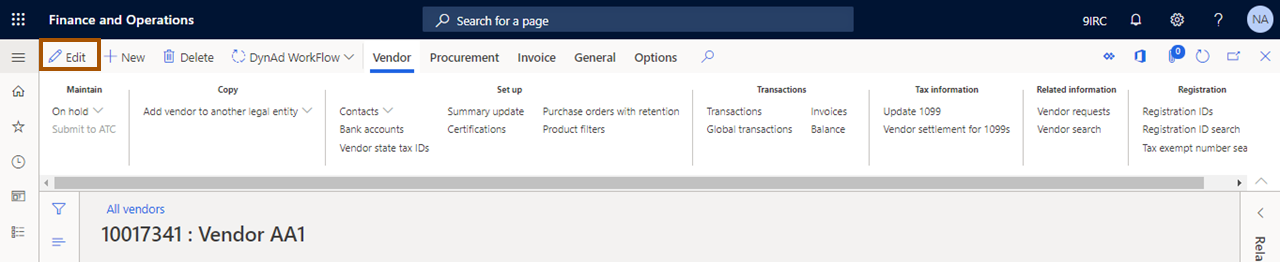 Finance and Operations
Search for a page
9IRC
?
NA
Edit
New
Delete
DynAd WorkFlow
Vendor
Procurement
Invoice
General
Options
0
Maintain
On hold
Submit to ATC
Copy
Add vendor to another legal entity
Set up
Contacts
Bank accounts
Vendor state tax IDs
Summary update
Certifications
Purchase orders with retention
Product filters
Transactions
Transactions
Global transactions
Invoices
Balance
Tax information
Update 1099
Vendor settlement for 1099s
Related information
Vendor requests
Vendor search
Registration
Registration IDs
Registration ID search
Tax exempt number sea
All vendors
10017341 : Vendor AA1
Rela